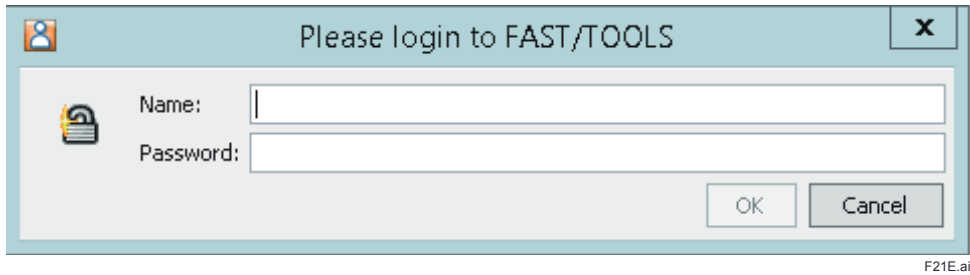 Please login to FAST/TOOLS
x
Name:
Password:
OK
Cancel
F21E.ai